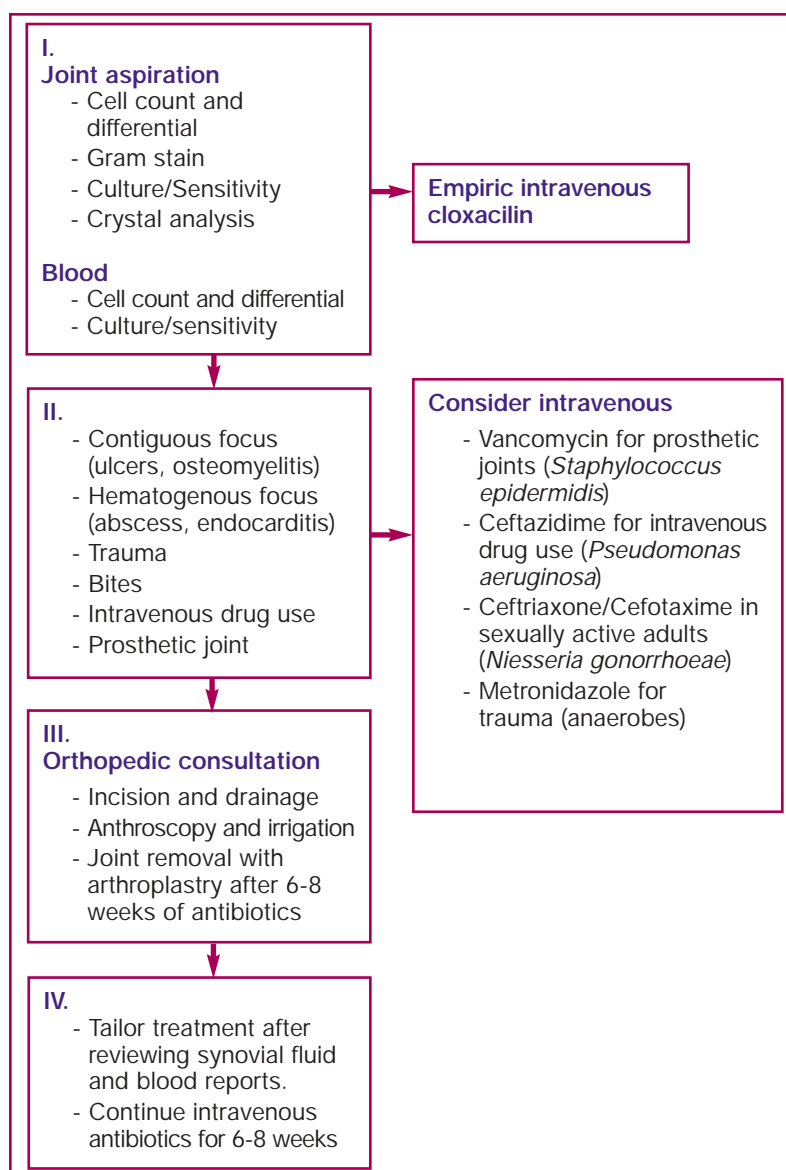 I.
Joint aspiration
- Cell count and
differential
- Gram stain
- Culture/Sensitivity
- Crystal analysis
Blood
- Cell count and differential
- Culture/sensitivity
Empiric intravenous
cloxacilin
II.
- Contiguous focus
(ulcers, osteomyelitis)
- Hematogenous focus
(abscess, endocarditis)
- Trauma
- Bites
- Intravenous drug use
- Prosthetic joint
Consider intravenous
- Vancomycin for prosthetic
joints (Staphylococcus
epidermidis)
- Ceftazidime for intravenous
drug use (Pseudomonas
aeruginosa)
- Ceftriaxone/Cefotaxime in
sexually active adults
(Niesseria gonorrhoeae)
- Metronidazole for
trauma (anaerobes)
III.
Orthopedic consultation
- Incision and drainage
- Anthroscopy and irrigation
- Joint removal with
arthroplastry after 6-8
weeks of antibiotics
IV.
- Tailor treatment after
reviewing synovial fluid
and blood reports.
- Continue intravenous
antibiotics for 6-8 weeks